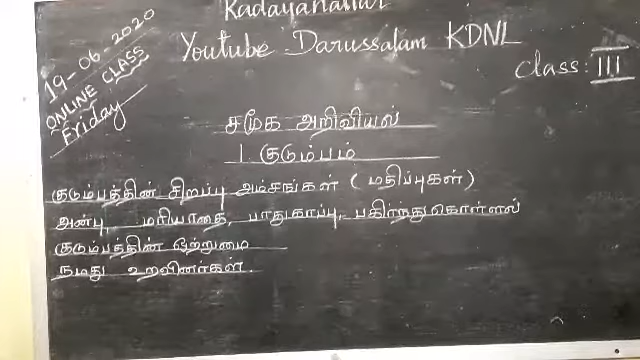 Kadayanallur
19-06-2020
ONLINE CLASS
Friday
Youtube Darussalam KDNL
Class: III
சமூக அறிவியல்
1. குடும்பம்
குடும்பத்தின் சிறப்பு அம்சங்கள் (மதிப்புகள்)
அன்பு, மரியாதை, பாதுகாப்பு, பகிர்ந்துகொள்ளல்
குடும்பத்தின் ஒற்றுமை
நமது உறவினர்கள்